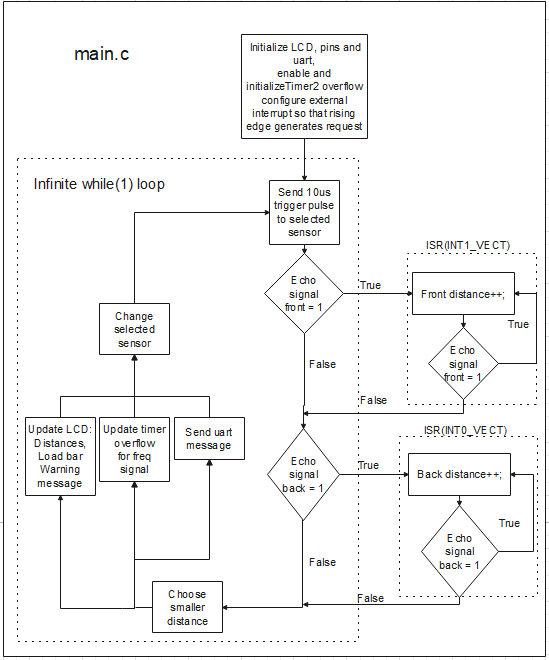 main.c
Initialize LCD, pins and
uart,
enable and
initializeTimer2 overflow
configure external
interrupt so that rising
edge generates request
Infinite while(1) loop
Send 10us
trigger pulse
to selected
sensor
Echo
signal
front = 1
True
False
ISR(INT1_VECT)
Front distance++;
True
Echo
signal
front = 1
False
Change
selected
sensor
Update LCD:
Distances,
Load bar
Warning
message
Update timer
overflow
for freq
signal
Send uart
message
Echo
signal
back = 1
True
False
ISR(INT0_VECT)
Back distance++;
True
Echo
signal
back = 1
False
Choose
smaller
distance